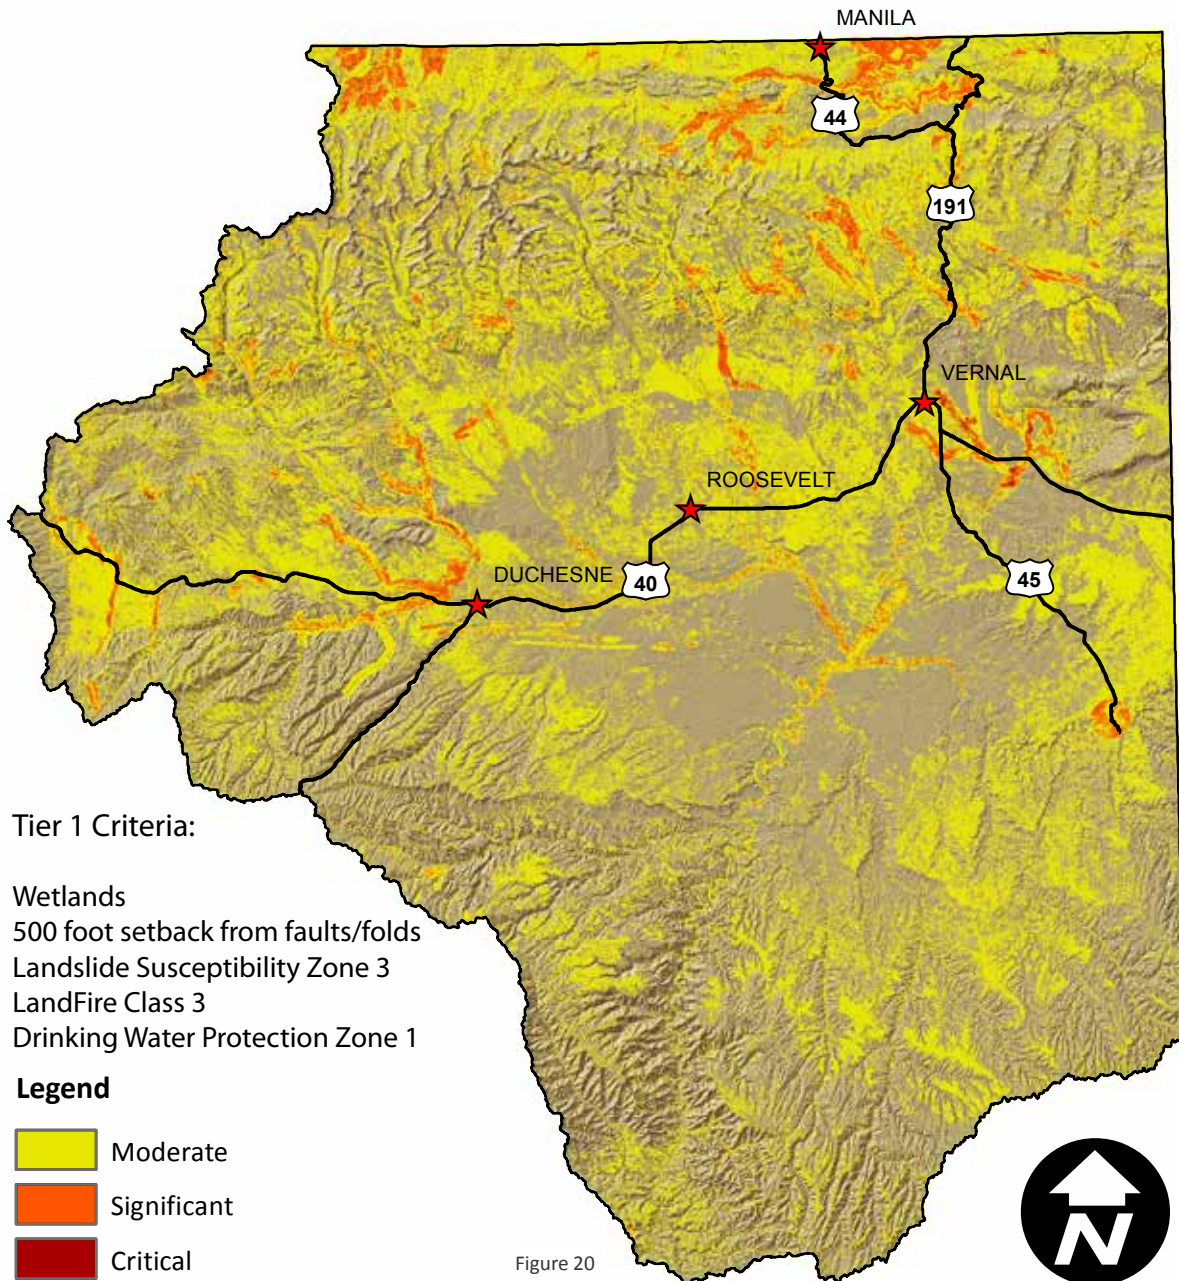 MANILA
44
191
VERNAL
ROOSEVELT
DUCHESNE
40
45
Tier 1 Criteria:
Wetlands
500 foot setback from faults/folds
Landslide Susceptibility Zone 3
LandFire Class 3
Drinking Water Protection Zone 1
Legend
Moderate
Significant
Critical
Figure 20
N